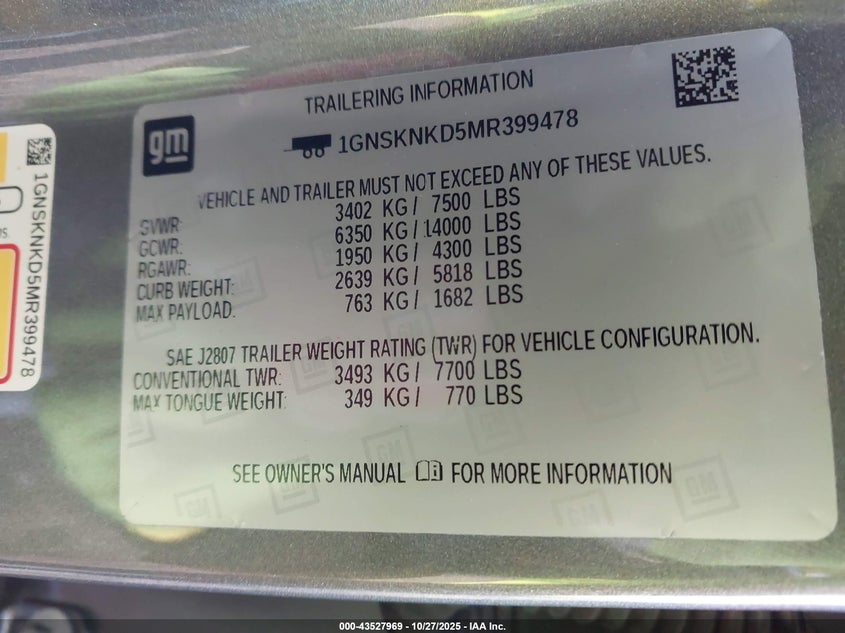 TRAILERING INFORMATION
gm
1GNSKNKD5MR399478
VEHICLE AND TRAILER MUST NOT EXCEED ANY OF THESE VALUES.
GVWR: 3402 KG/ 7500 LBS
GCWR: 6350 KG/ 14000 LBS
RGAWR: 1950 KG/ 4300 LBS
CURB WEIGHT: 2639 KG/ 5818 LBS
MAX PAYLOAD: 763 KG/ 1682 LBS
SAE J2807 TRAILER WEIGHT RATING (TWR) FOR VEHICLE CONFIGURATION.
CONVENTIONAL TWR: 3493 KG/ 7700 LBS
MAX TONGUE WEIGHT: 349 KG/ 770 LBS
SEE OWNER'S MANUAL FOR MORE INFORMATION
1GNSKNKD5MR399478
000-43527969 • 10/27/2025 • IAA Inc.